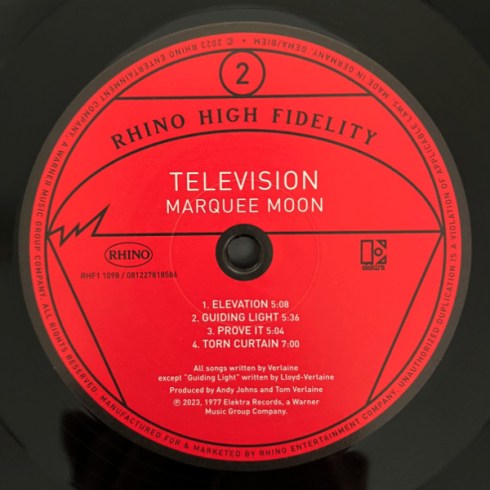 2
RHINO HIGH FIDELITY
TELEVISION
MARQUEE MOON
RHINO
RHF1 1098 / 081227818586
elektra
1. ELEVATION 5:08
2. GUIDING LIGHT 5:36
3. PROVE IT 5:04
4. TORN CURTAIN 7:00
All songs written by Verlaine
except "Guiding Light" written by Lloyd-Verlaine
Produced by Andy Johns and Tom Verlaine
℗ 2023, 1977 Elektra Records, a Warner
Music Group Company.
• © 2023 RHINO ENTERTAINMENT COMPANY, A WARNER MUSIC GROUP COMPANY. ALL RIGHTS RESERVED. MANUFACTURED FOR & MARKETED BY RHINO ENTERTAINMENT COMPANY. UNAUTHORIZED DUPLICATION IS A VIOLATION OF APPLICABLE LAWS. MADE IN GERMANY. GEMA/BIEM